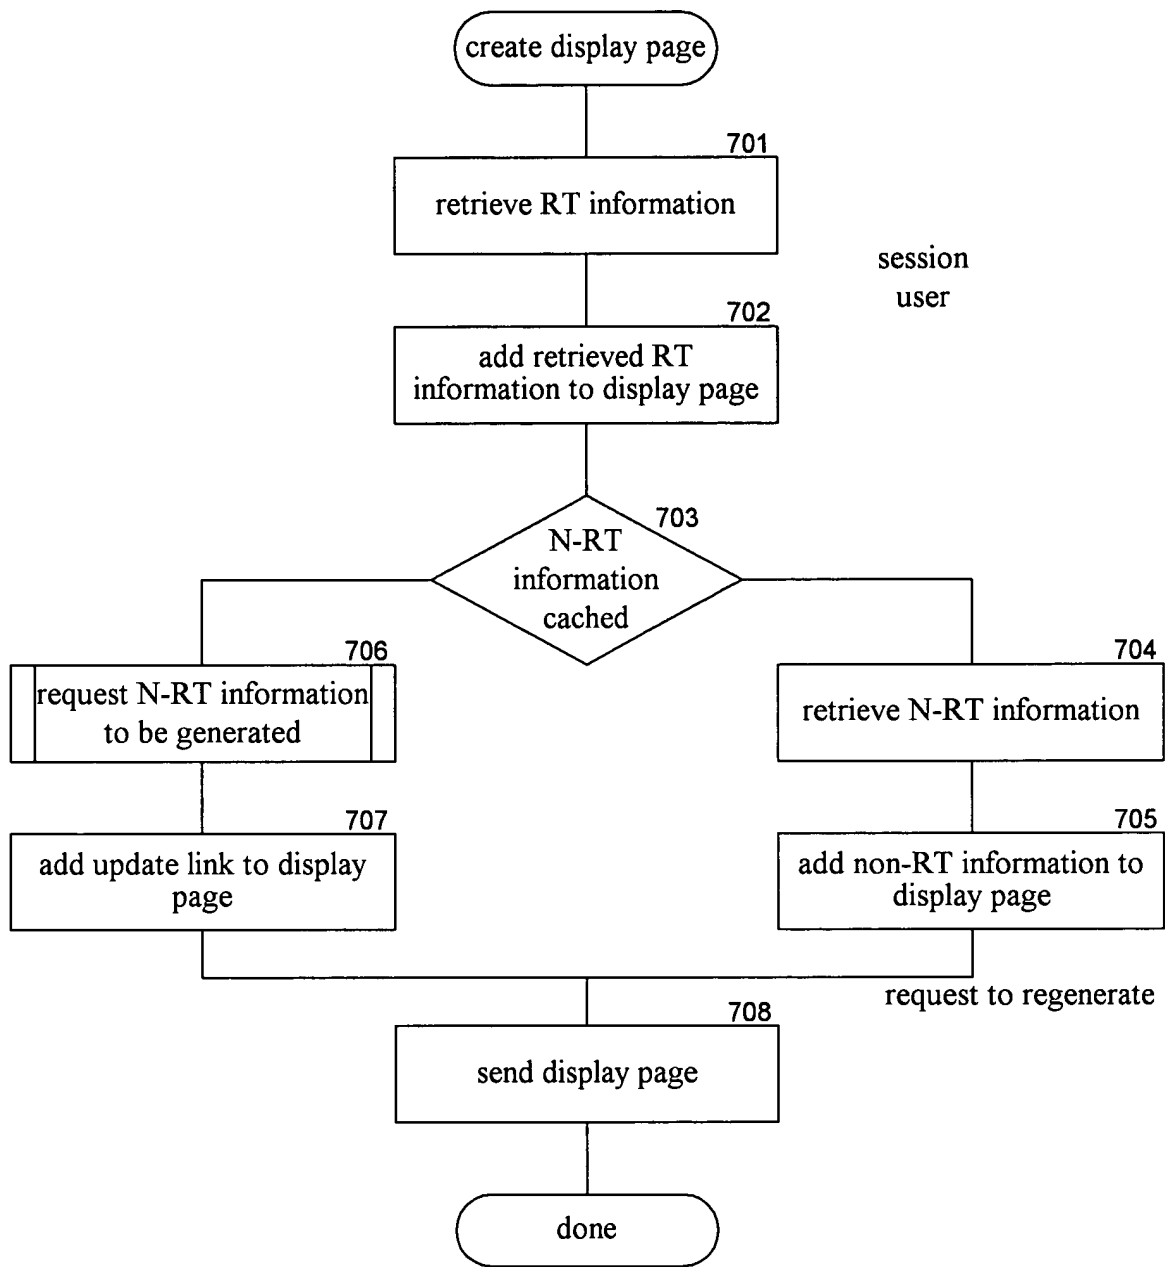 create display page
701
retrieve RT information
session
user
702
add retrieved RT
information to display page
703
N-RT
information
cached
706
request N-RT information
to be generated
704
retrieve N-RT information
707
add update link to display
page
705
add non-RT information to
display page
request to regenerate
708
send display page
done